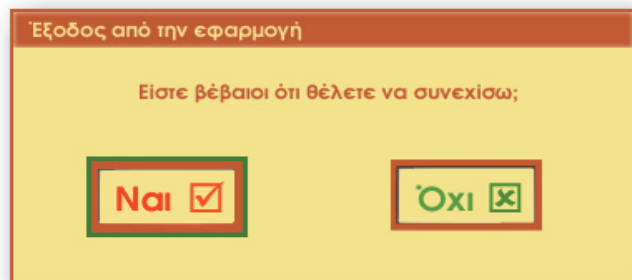 Έξοδος από την εφαρμογή
Είστε βέβαιοι ότι θέλετε να συνεχίσω;
Ναι Όχι